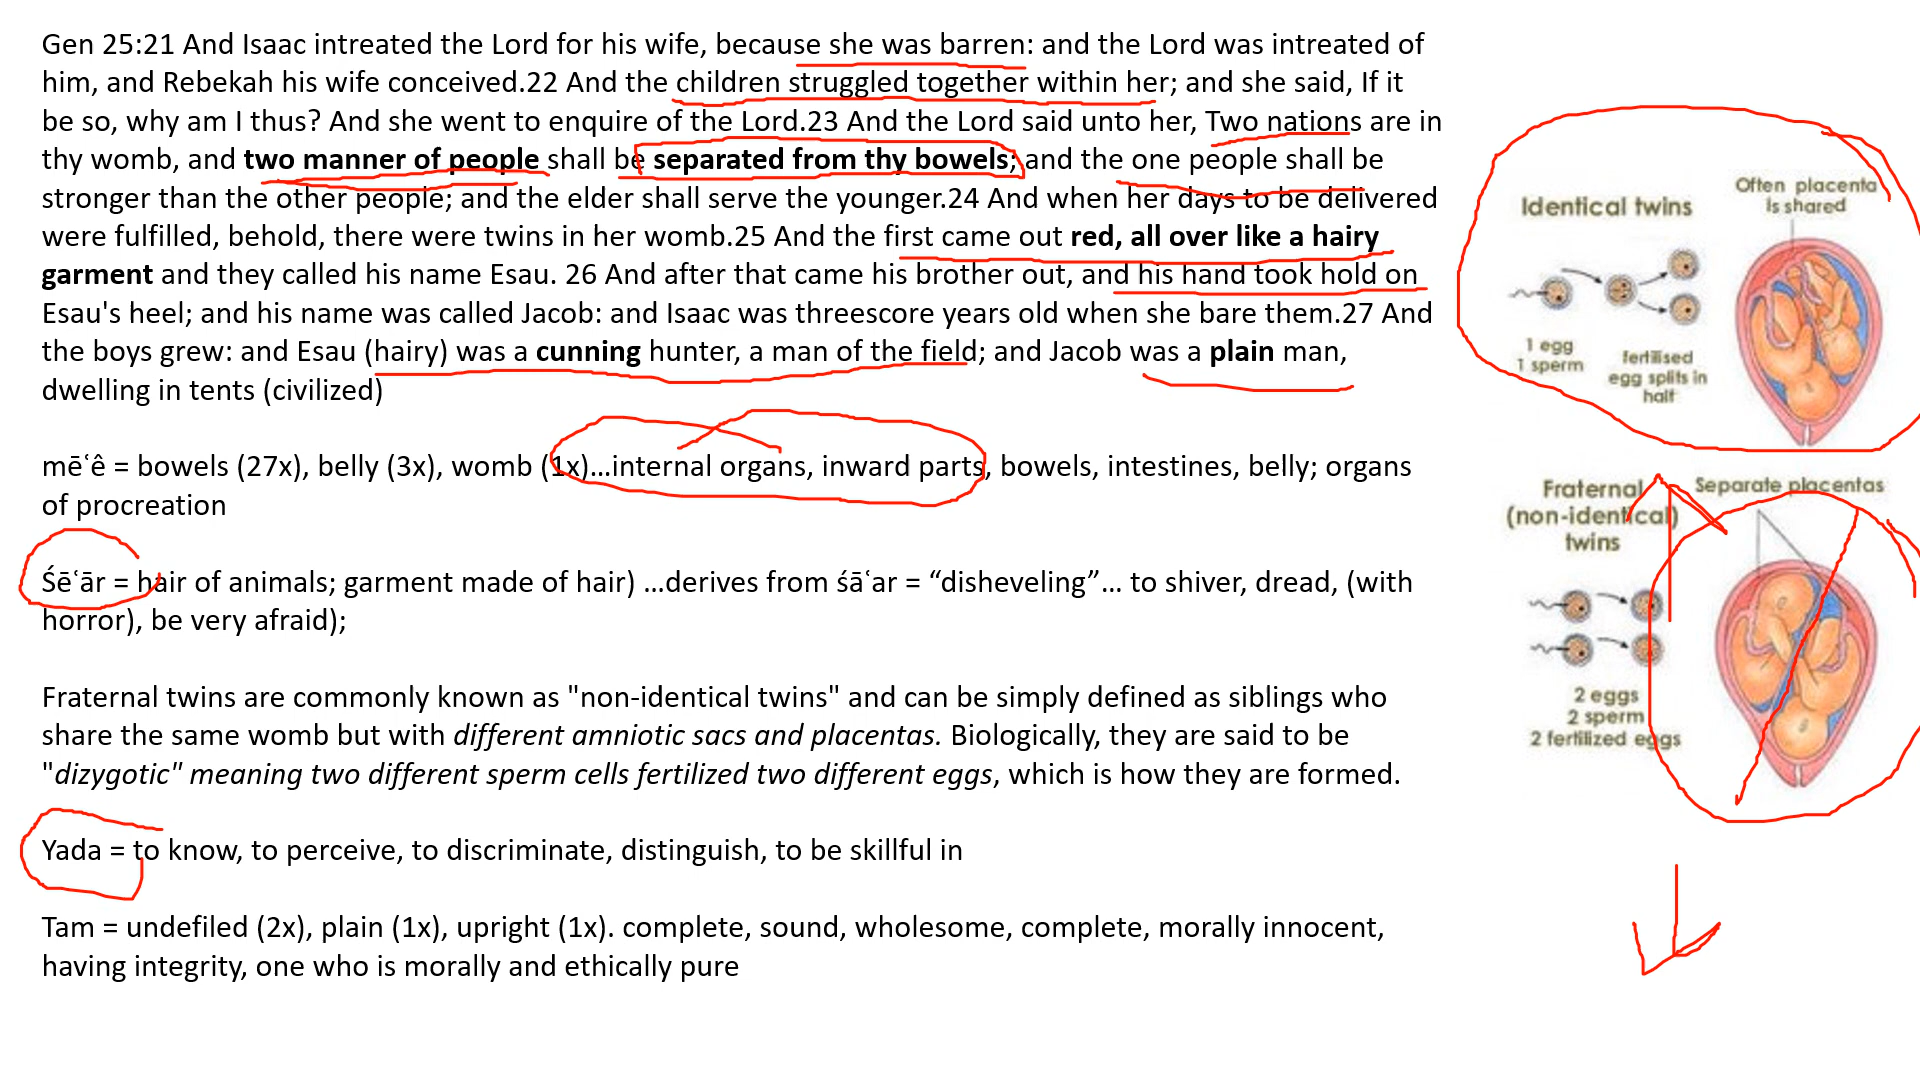 Gen 25:21 And Isaac intreated the Lord for his wife, because she was barren: and the Lord was intreated of
him, and Rebekah his wife conceived.22 And the children struggled together within her; and she said, If it
be so, why am I thus? And she went to enquire of the Lord.23 And the Lord said unto her, Two nations are in
thy womb, and two manner of people shall be separated from thy bowels; and the one people shall be
stronger than the other people; and the elder shall serve the younger.24 And when her days to be delivered
were fulfilled, behold, there were twins in her womb.25 And the first came out red, all over like a hairy
garment and they called his name Esau. 26 And after that came his brother out, and his hand took hold on
Esau's heel; and his name was called Jacob: and Isaac was threescore years old when she bare them.27 And
the boys grew: and Esau (hairy) was a cunning hunter, a man of the field; and Jacob was a plain man,
dwelling in tents (civilized)
mēʿê = bowels (27x), belly (3x), womb (1x)…internal organs, inward parts, bowels, intestines, belly; organs
of procreation
Śēʿār = hair of animals; garment made of hair) …derives from śāʿar = “disheveling”… to shiver, dread, (with
horror), be very afraid);
Fraternal twins are commonly known as "non-identical twins" and can be simply defined as siblings who
share the same womb but with different amniotic sacs and placentas. Biologically, they are said to be
"dizygotic" meaning two different sperm cells fertilized two different eggs, which is how they are formed.
Yada = to know, to perceive, to discriminate, distinguish, to be skillful in
Tam = undefiled (2x), plain (1x), upright (1x). complete, sound, wholesome, complete, morally innocent,
having integrity, one who is morally and ethically pure
Identical twins
Often placenta
is shared
1 egg
1 sperm
fertilised
egg splits in
half
Fraternal
(non-identical)
twins
Separate placentas
2 eggs
2 sperm
2 fertilized eggs